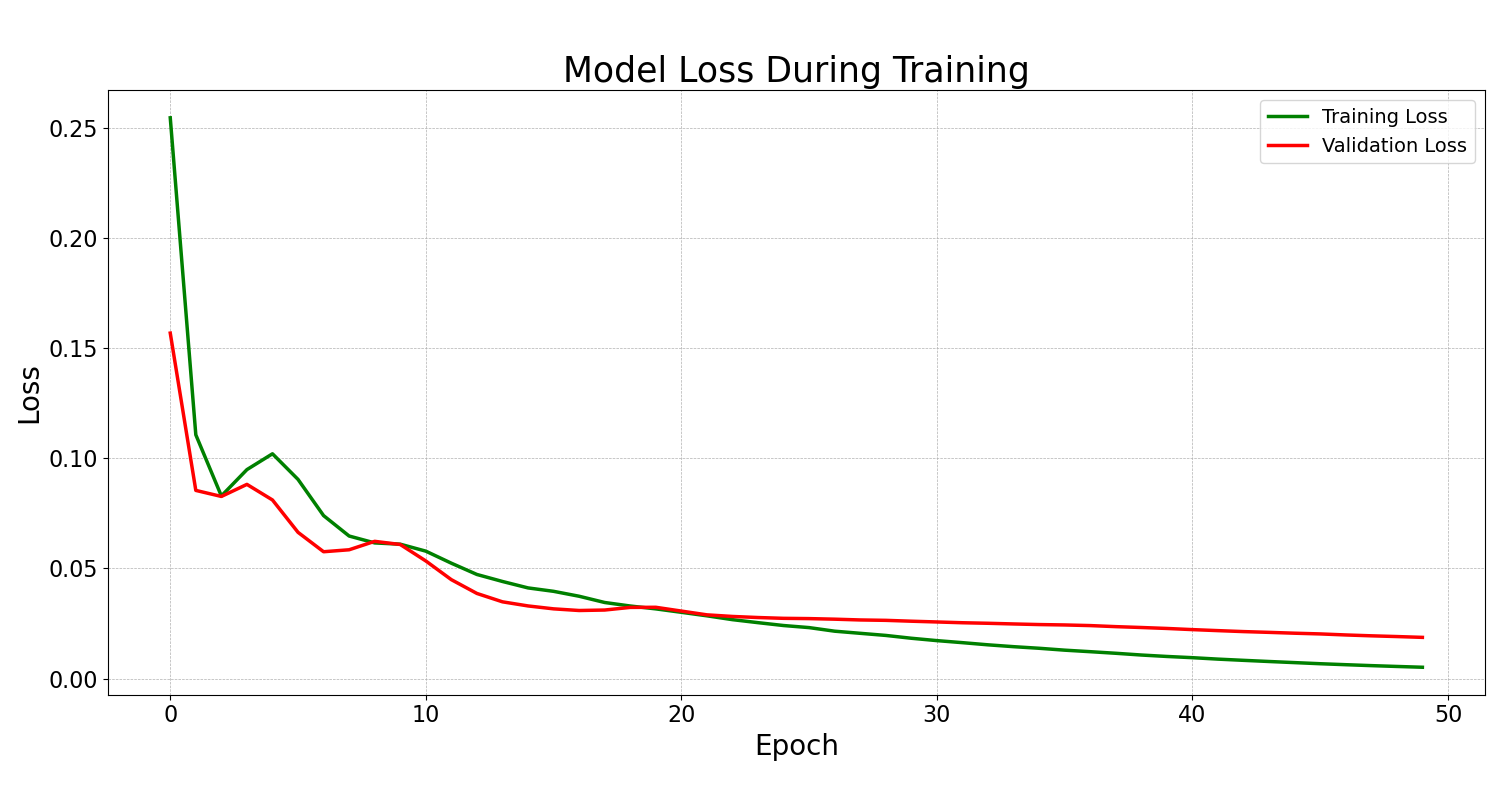 Model Loss During Training
Training Loss
Validation Loss
Loss
0.25
0.20
0.15
0.10
0.05
0.00
0 10 20 30 40 50
Epoch